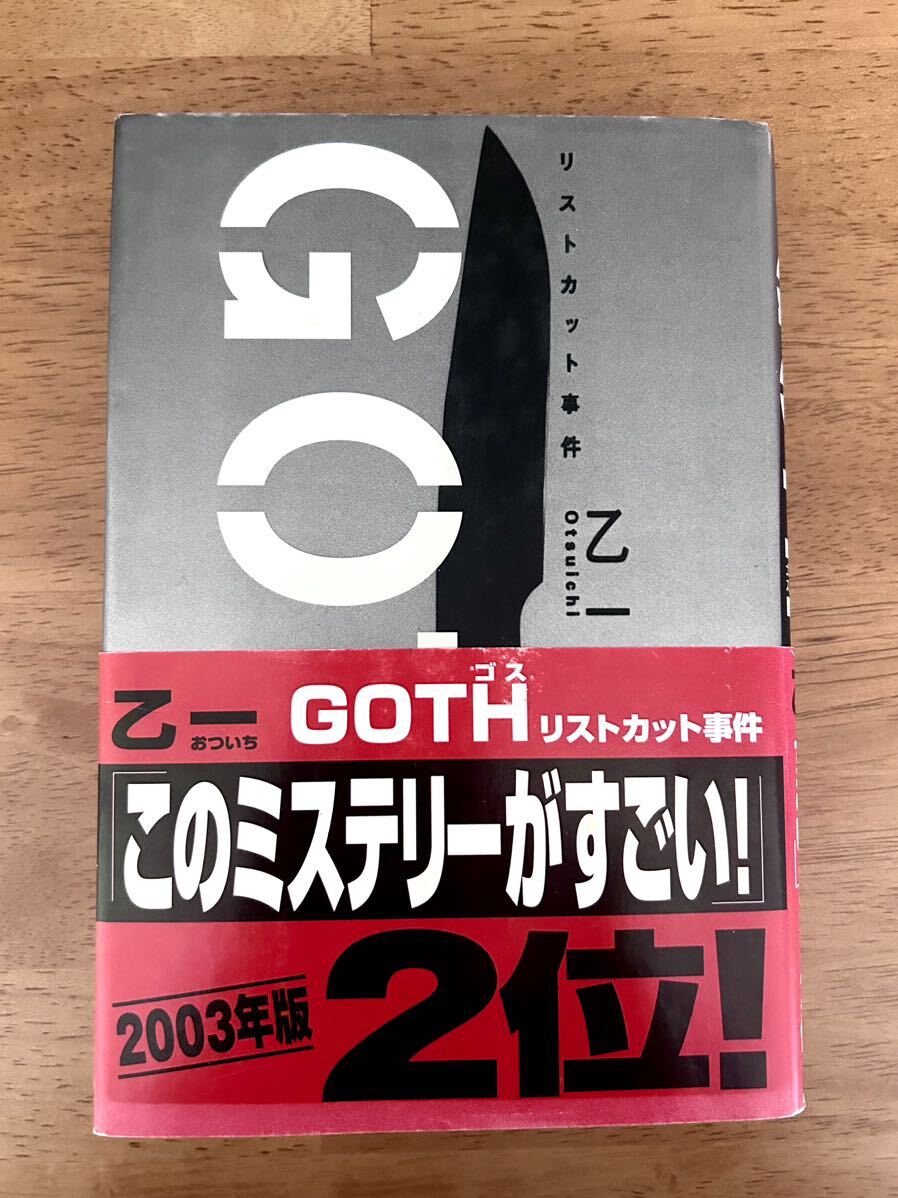 GO
リストカット事件
乙一
Otsuichi
乙一
おついち
ゴス
GOTH リストカット事件
「このミステリーがすごい!」
2003年版
2位!